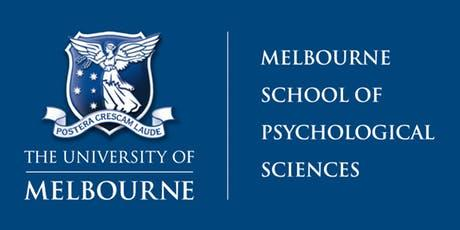 POSTERA CRESCAM LAUDE
THE UNIVERSITY OF
MELBOURNE
MELBOURNE
SCHOOL OF
PSYCHOLOGICAL
SCIENCES